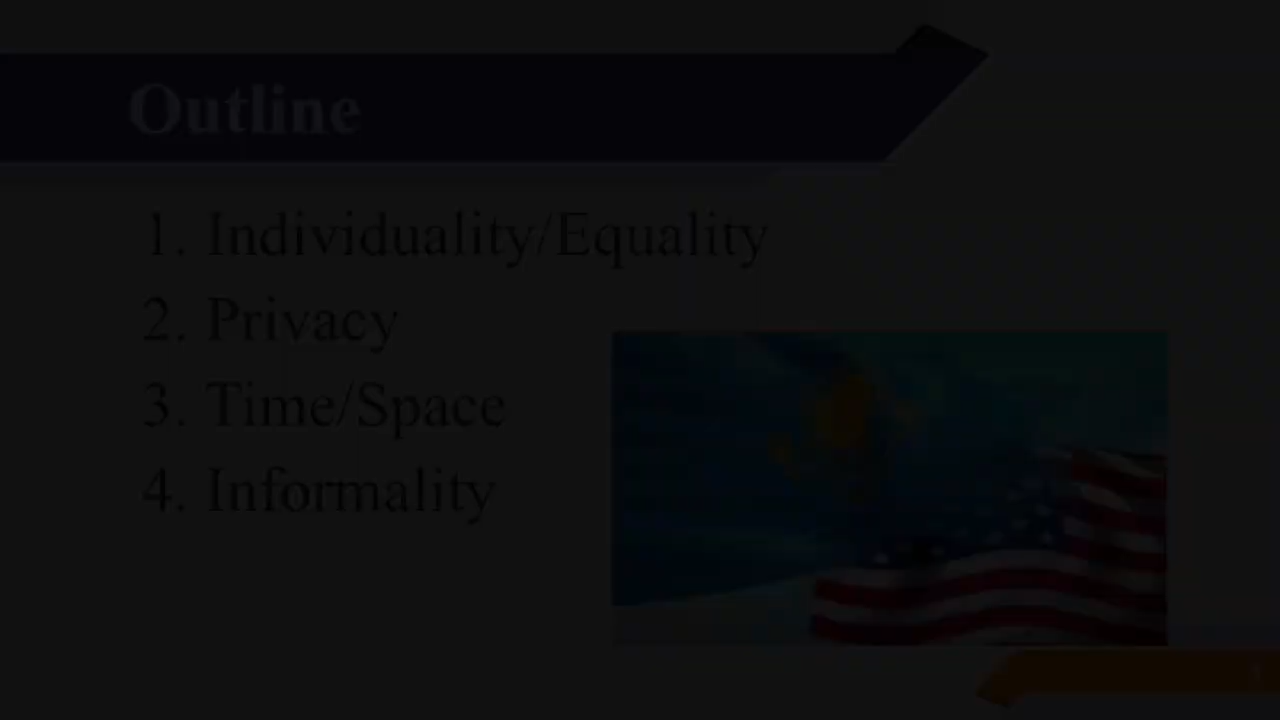 Outline
1. Individuality/Equality
2. Privacy
3. Time/Space
4. Informality